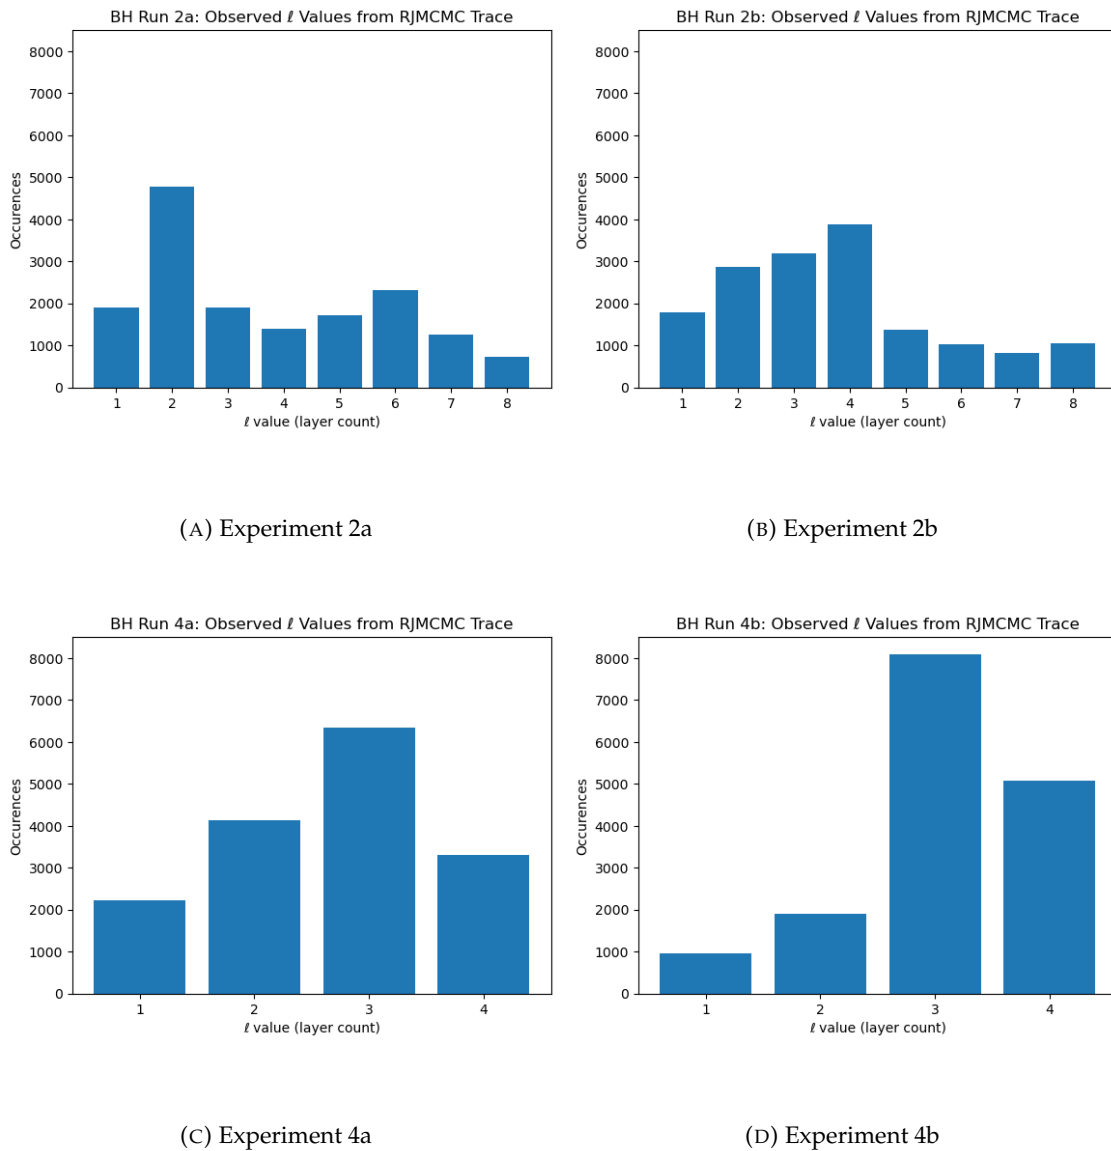 BH Run 2a: Observed ℓ Values from RJMCMC Trace
8000
7000
6000
5000
4000
3000
2000
1000
0
Occurences
1 2 3 4 5 6 7 8
ℓ value (layer count)
(A) Experiment 2a
BH Run 2b: Observed ℓ Values from RJMCMC Trace
8000
7000
6000
5000
4000
3000
2000
1000
0
Occurences
1 2 3 4 5 6 7 8
ℓ value (layer count)
(B) Experiment 2b
BH Run 4a: Observed ℓ Values from RJMCMC Trace
8000
7000
6000
5000
4000
3000
2000
1000
0
Occurences
1 2 3 4
ℓ value (layer count)
(C) Experiment 4a
BH Run 4b: Observed ℓ Values from RJMCMC Trace
8000
7000
6000
5000
4000
3000
2000
1000
0
Occurences
1 2 3 4
ℓ value (layer count)
(D) Experiment 4b